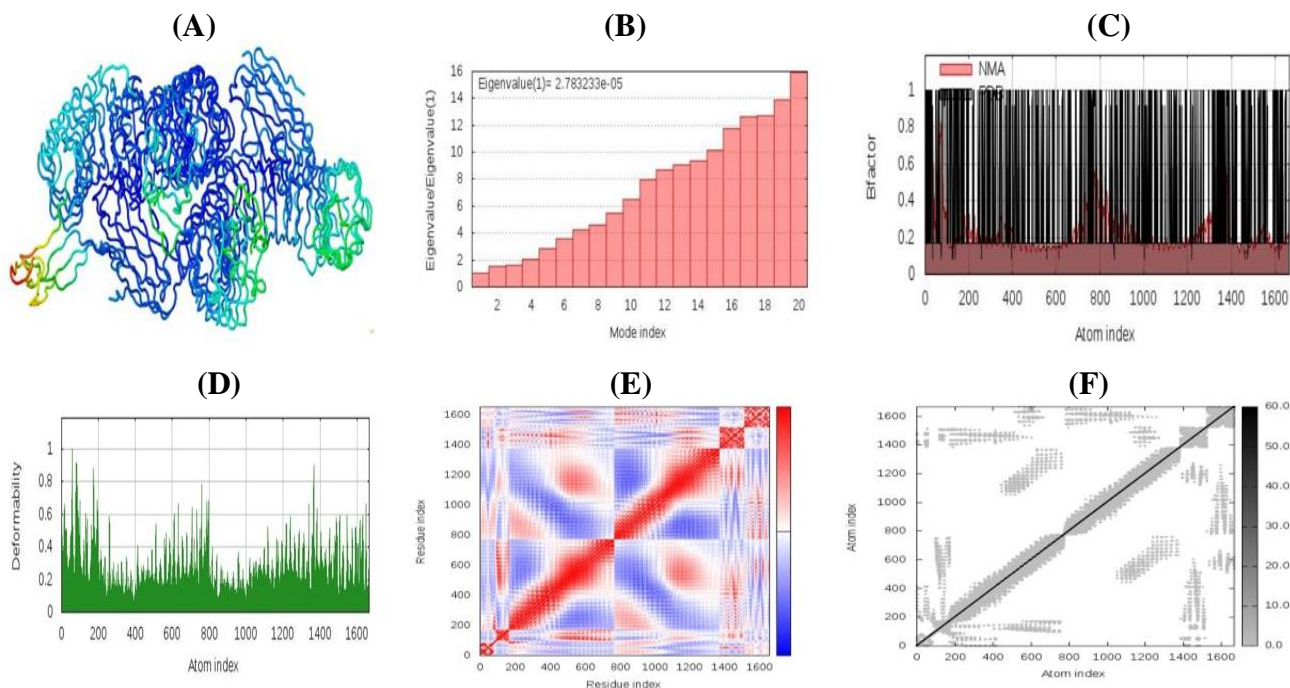 (A)
(B)
(C)
Eigenvalue/Eigenvalue(1)
16
14
12
10
8
6
4
2
0
Eigenvalue(1)= 2.783233e-05
2 4 6 8 10 12 14 16 18 20
Mode index
Bfactor
1
0.8
0.6
0.4
0.2
0
NMA
0 200 400 600 800 1000 1200 1400 1600
Atom index
(D)
(E)
(F)
Deformability
1
0.8
0.6
0.4
0.2
0
0 200 400 600 800 1000 1200 1400 1600
Atom index
Residue index
1600
1400
1200
1000
800
600
400
200
0
0 200 400 600 800 1000 1200 1400 1600
Residue index
Atom index
1600
1400
1200
1000
800
600
400
200
0
0 200 400 600 800 1000 1200 1400 1600
Atom index
60.0
50.0
40.0
30.0
20.0
10.0
0.0